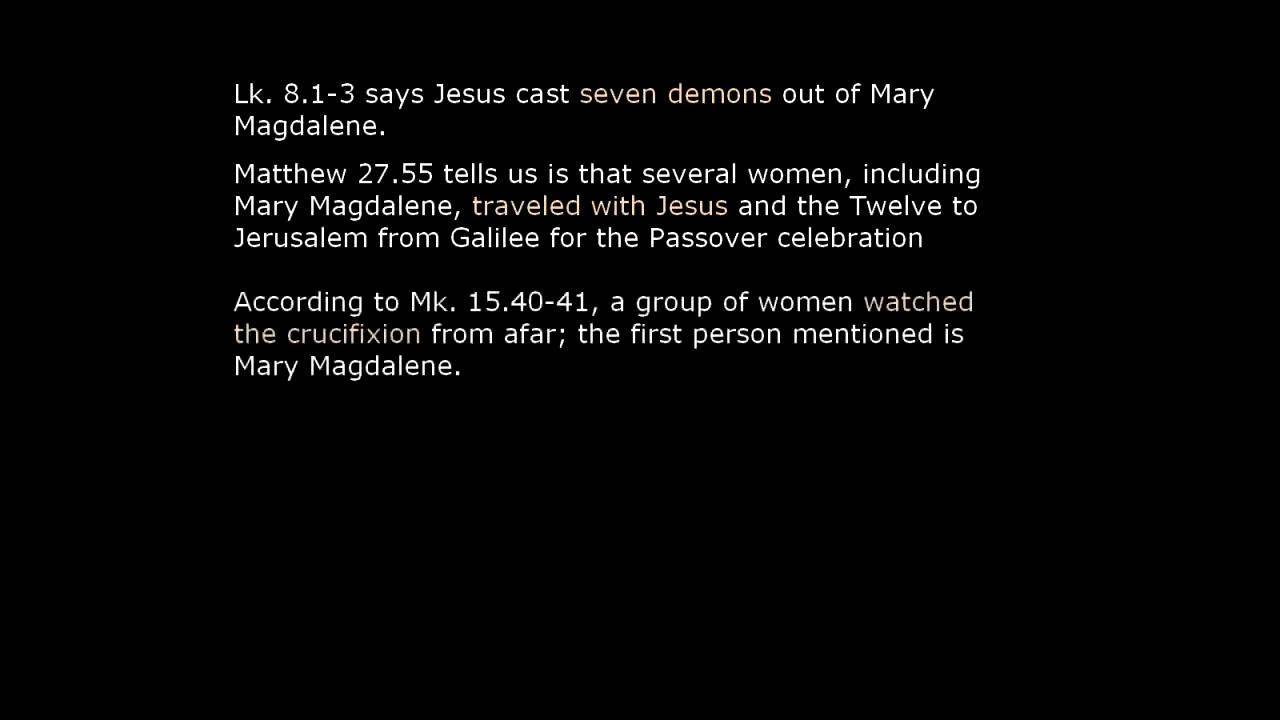 Lk. 8.1-3 says Jesus cast seven demons out of Mary
Magdalene.
Matthew 27.55 tells us is that several women, including
Mary Magdalene, traveled with Jesus and the Twelve to
Jerusalem from Galilee for the Passover celebration
According to Mk. 15.40-41, a group of women watched
the crucifixion from afar; the first person mentioned is
Mary Magdalene.